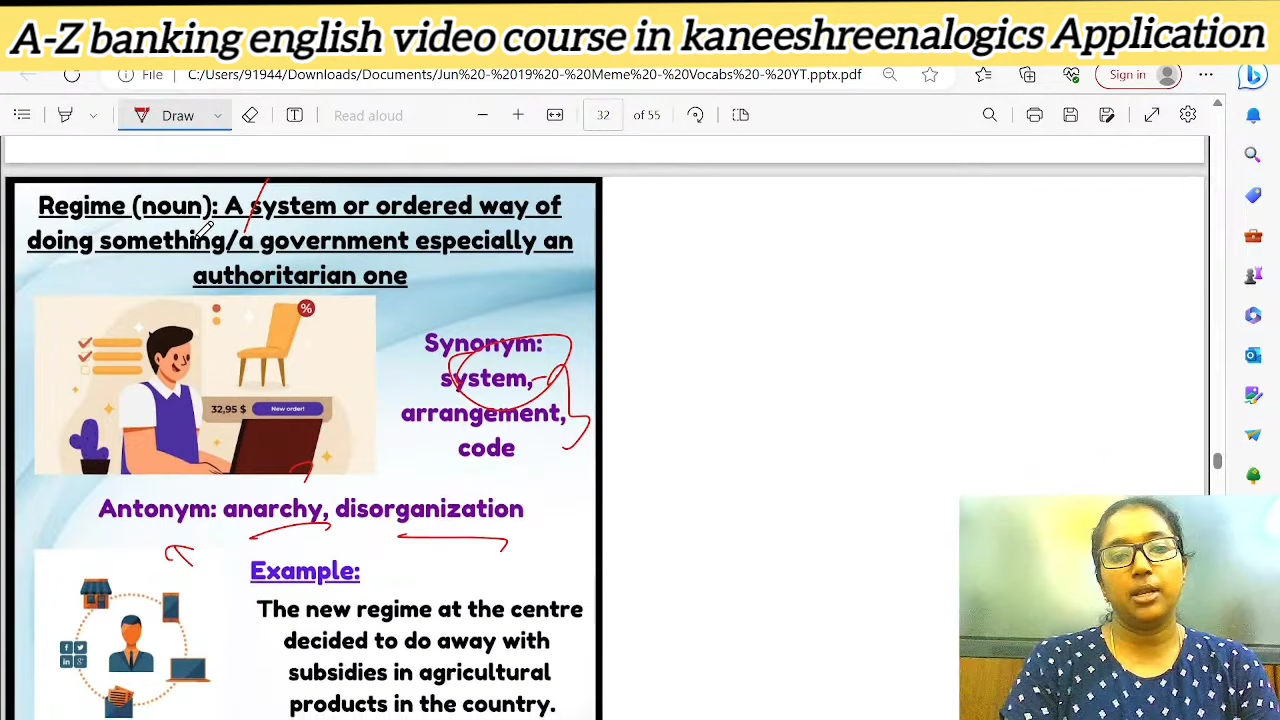 A-Z banking english video course in kaneeshreenalogics Application
File C:/Users/91944/Downloads/Documents/Jun%20-%2019%20-%20Meme%20-%20Vocabs%20-%20YT.pptx.pdf Sign in
Draw Read aloud 32 of 55
Regime (noun): A system or ordered way of
doing something/a government especially an
authoritarian one
%
32,95 $ New order!
Synonym:
system,
arrangement,
code
Antonym: anarchy, disorganization
Example:
The new regime at the centre
decided to do away with
subsidies in agricultural
products in the country.